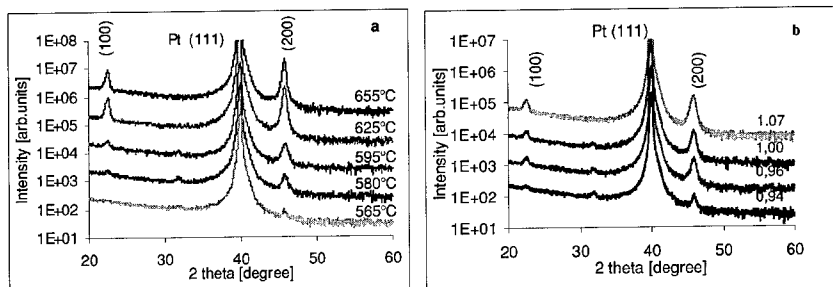 a
Pt (111)
(100)
(200)
1E+08
1E+07
1E+06
1E+05
1E+04
1E+03
1E+02
1E+01
Intensity [arb.units]
655°C
625°C
595°C
580°C
565°C
20 30 40 50 60
2 theta [degree]
b
Pt (111)
(100)
(200)
1E+07
1E+06
1E+05
1E+04
1E+03
1E+02
1E+01
Intensity [arb.units]
1.07
1,00
0,96
0,94
20 30 40 50 60
2 theta [degree]